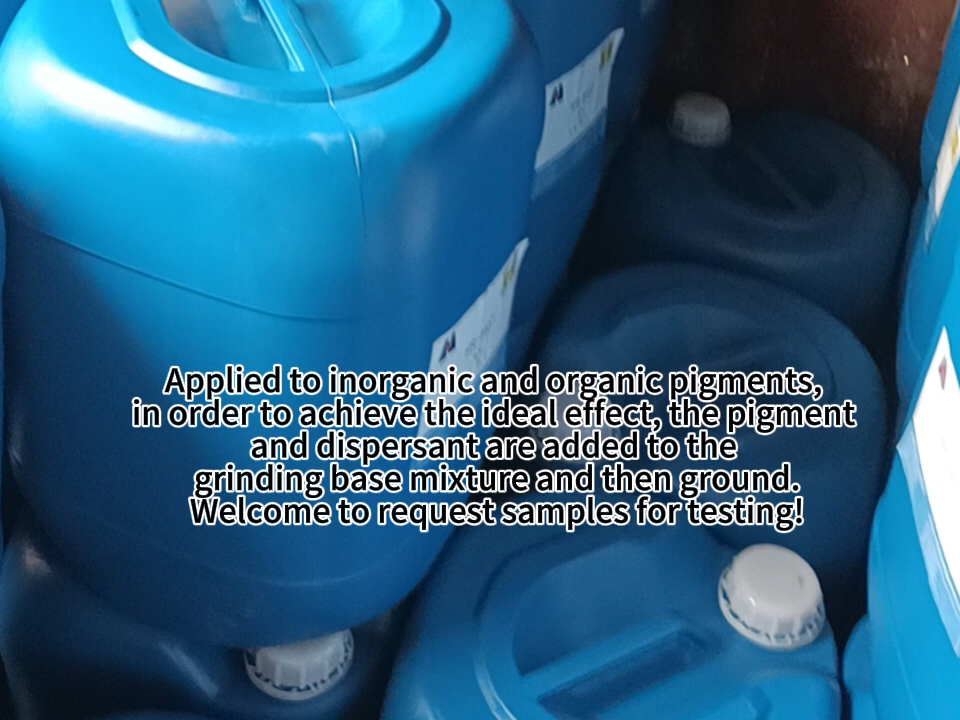 Applied to inorganic and organic pigments,
in order to achieve the ideal effect, the pigment
and dispersant are added to the
grinding base mixture and then ground.
Welcome to request samples for testing!